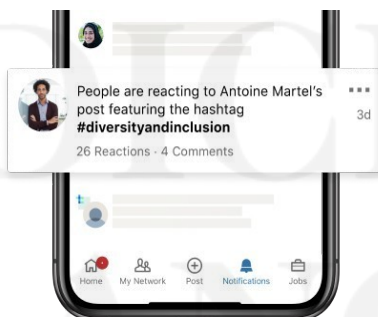 People are reacting to Antoine Martel's
post featuring the hashtag
#diversityandinclusion
3d
26 Reactions · 4 Comments
Home
My Network
Post
Notifications
Jobs